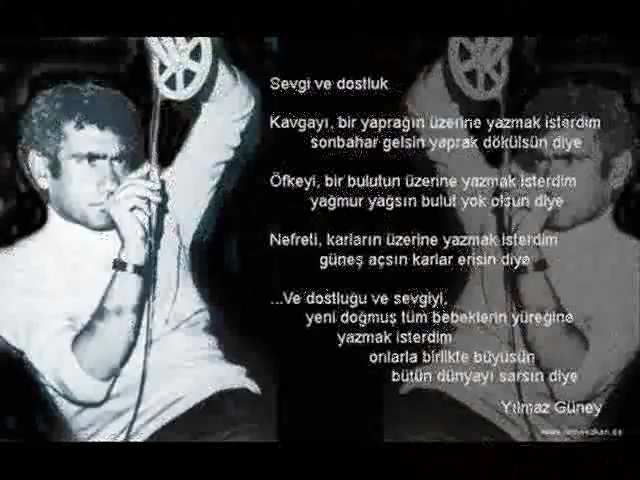 Sevgi ve dostluk
Kavgayı, bir yaprağın üzerine yazmak isterdim
sonbahar gelsin yaprak dökülsün diye
Öfkeyi, bir bulutun üzerine yazmak isterdim
yağmur yağsın bulut yok olsun diye
Nefreti, karların üzerine yazmak isterdim
güneş açsın karlar erisin diye
...Ve dostluğu ve sevgiyi,
yeni doğmuş tüm bebeklerin yüreğine
yazmak isterdim
onlarla birlikte büyüsün
bütün dünyayı sarsın diye
Yılmaz Güney